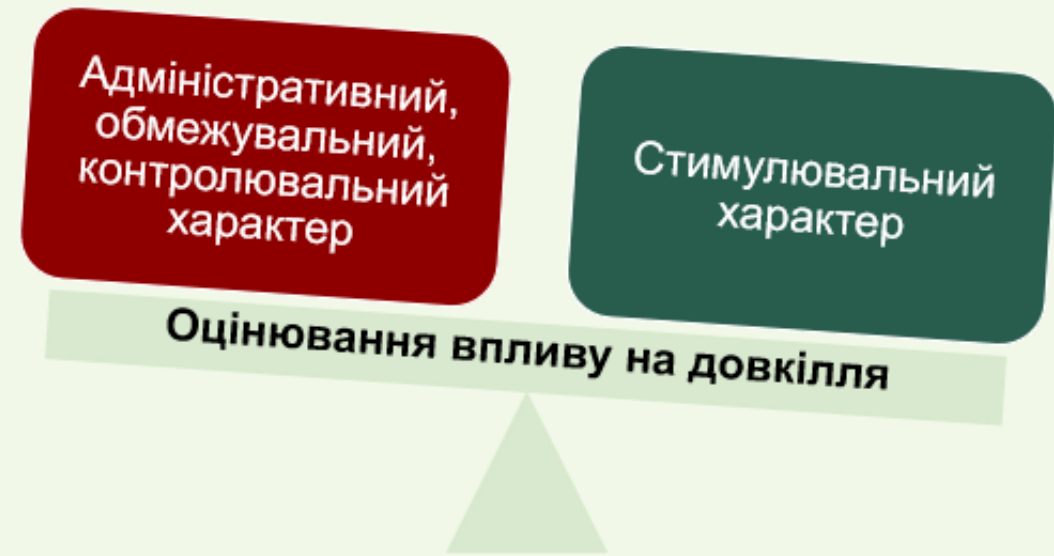 Адміністративний,
обмежувальний,
контролювальний
характер
Стимулювальний
характер
Оцінювання впливу на довкілля